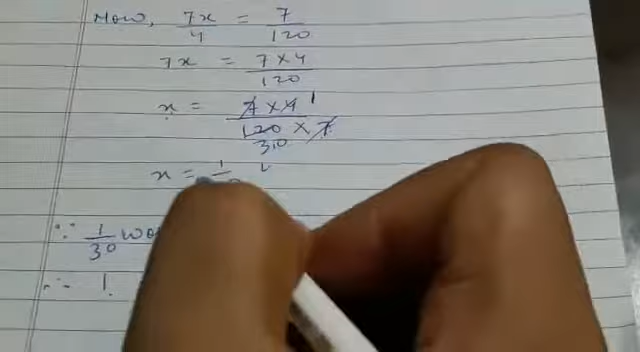 Now, 7x/4 = 7/120
7x = 7 × 4/120
x = 7 × 4 1/120 × 7
30
x = 1/
∵ 1/30
∴ 1